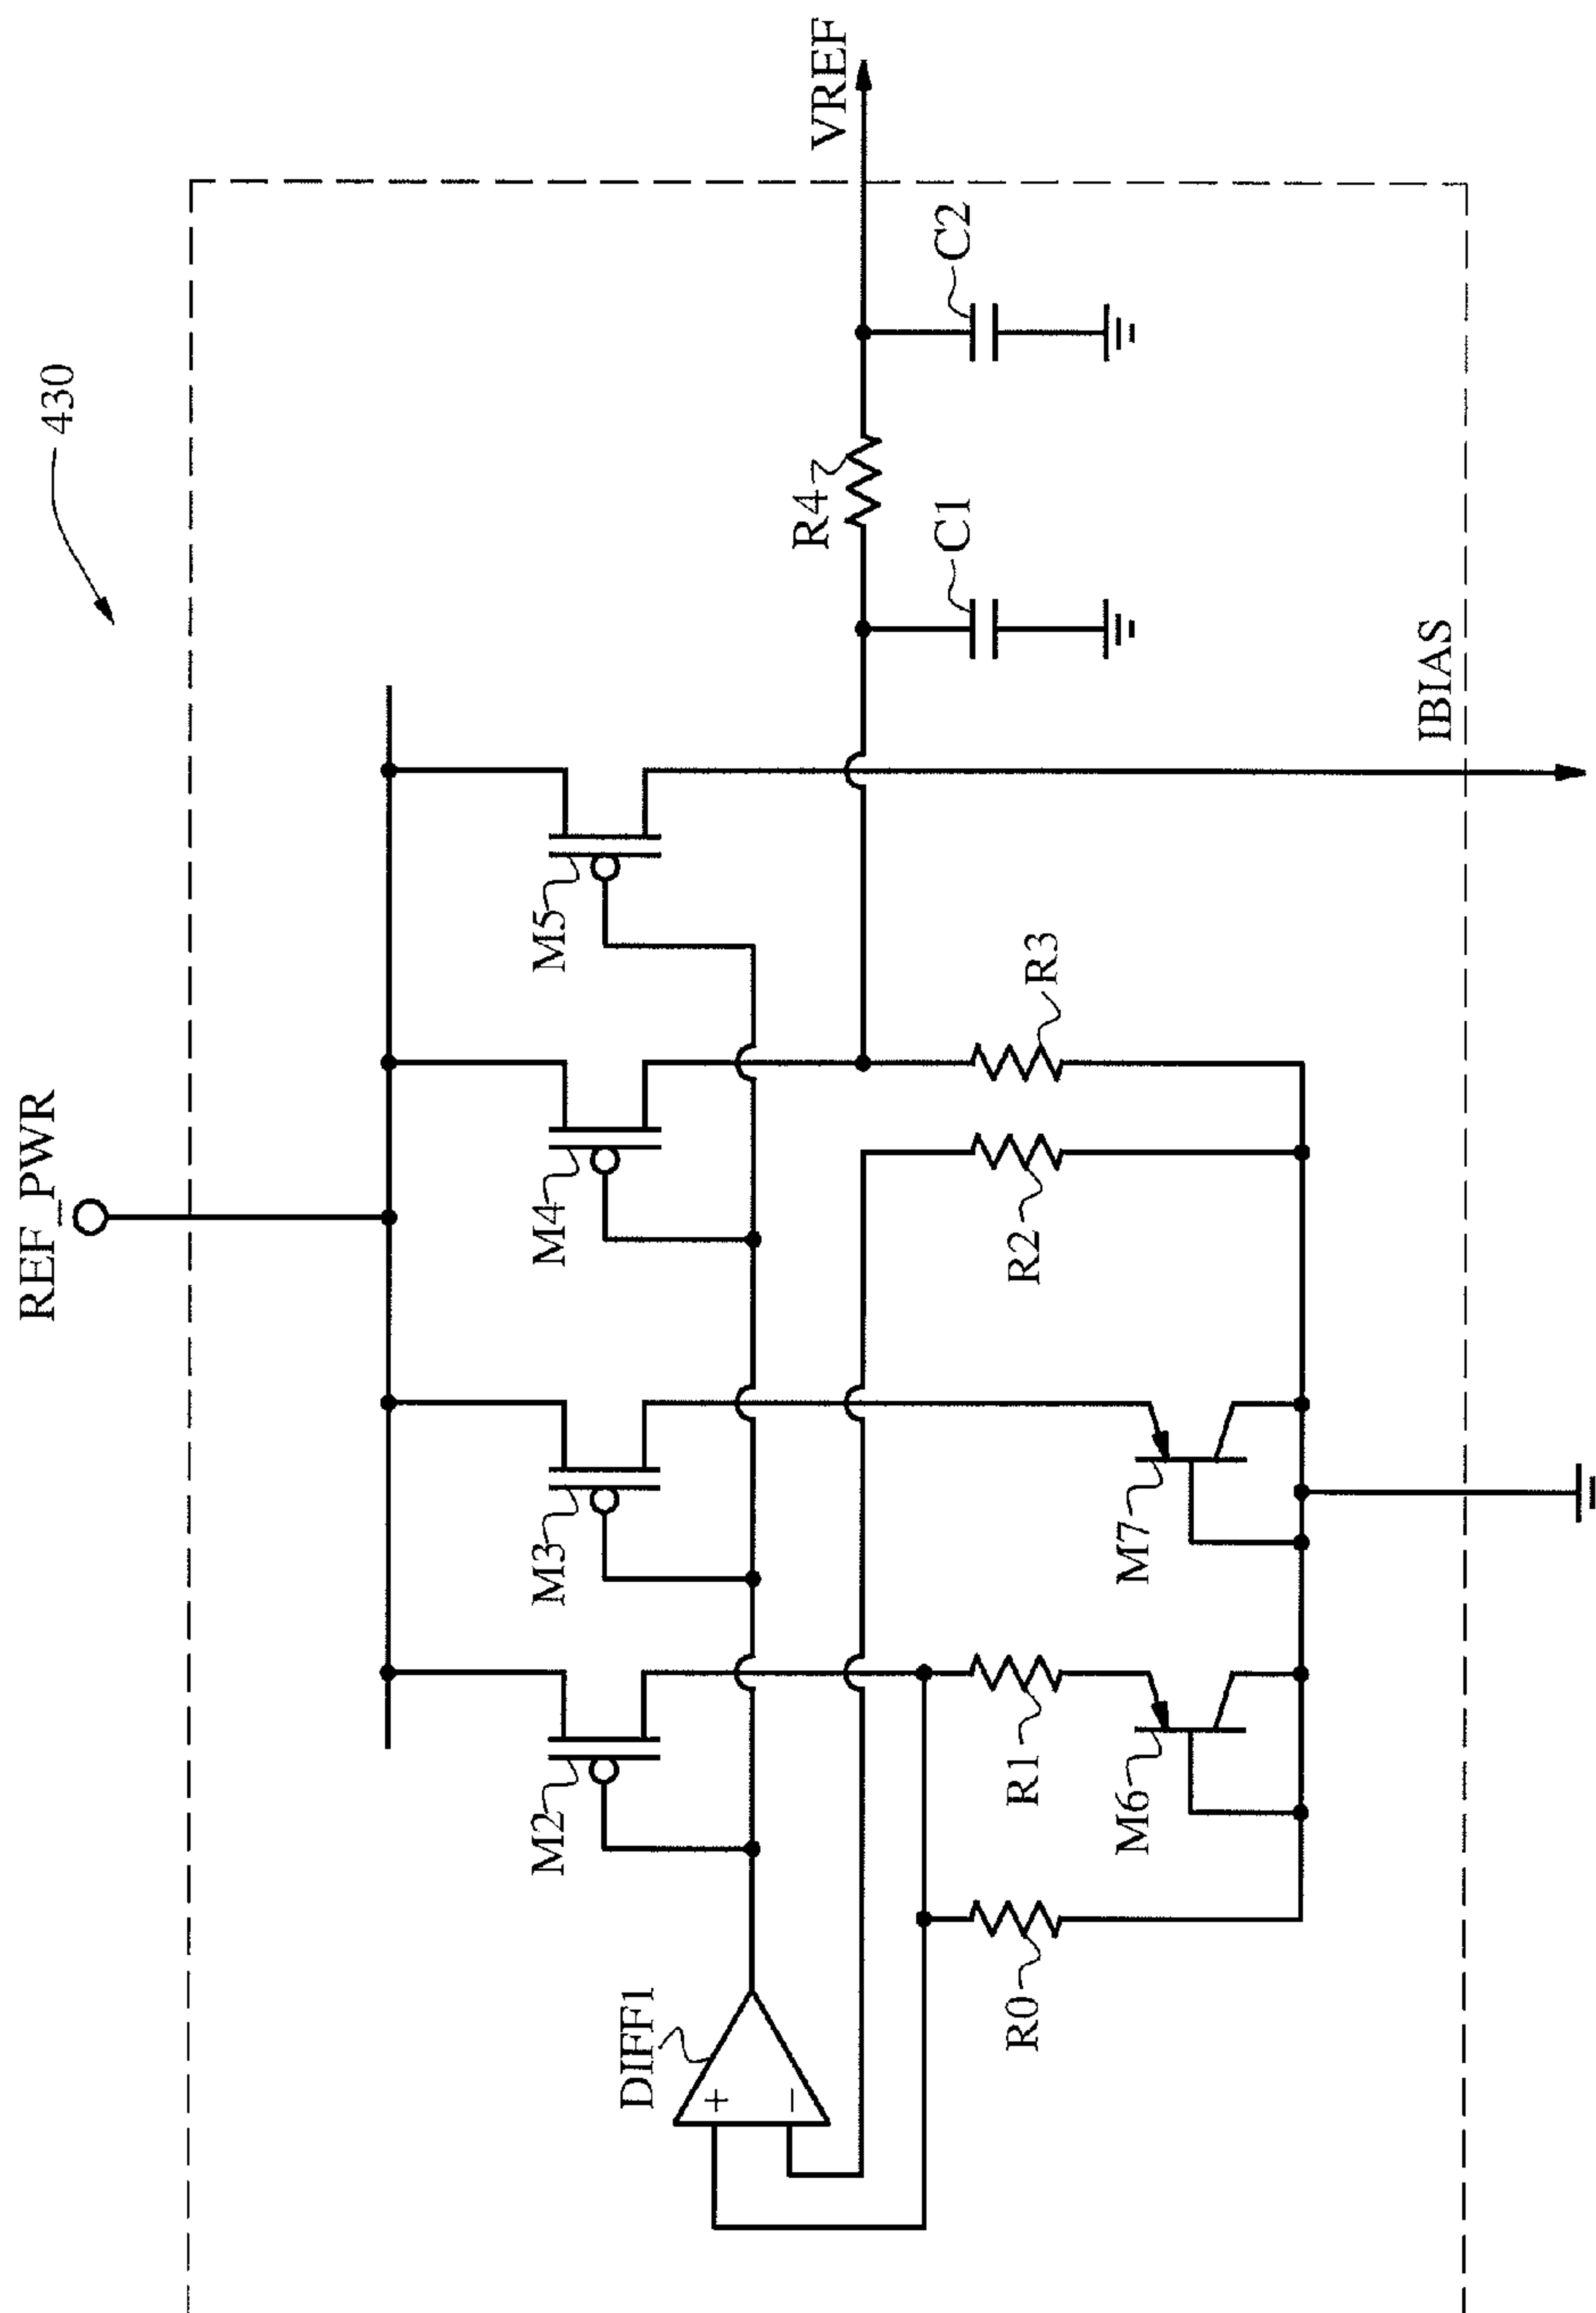 430
REF_PWR
VREF
M2
M3
M4
M5
DIFF1
+
−
R4
C1
C2
R0
R1
R2
R3
M6
M7
IBIAS